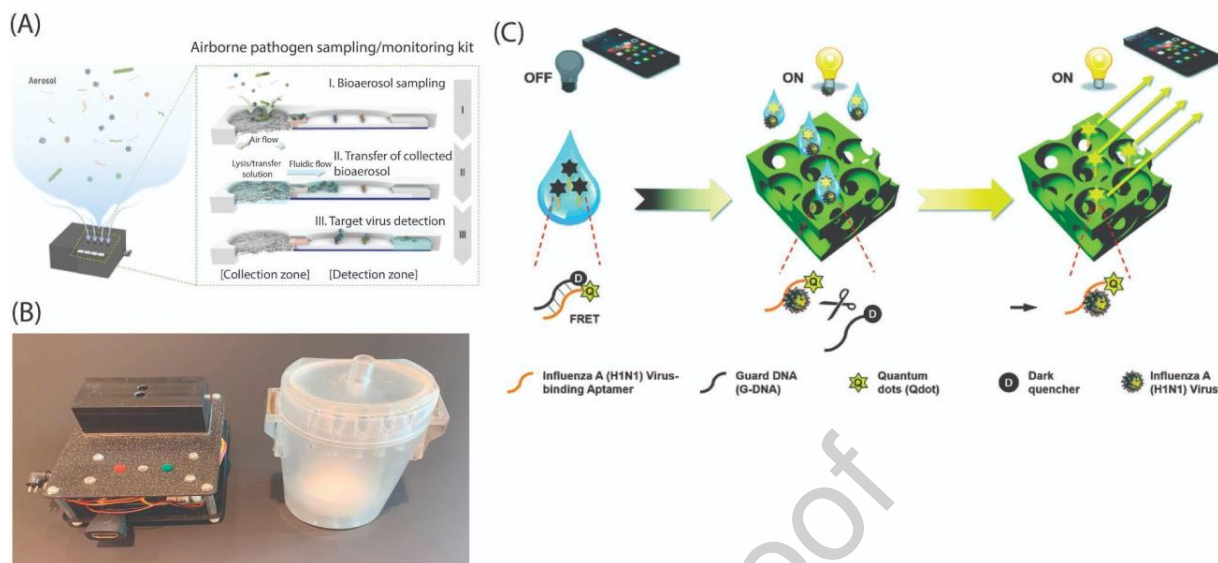 (A)
Airborne pathogen sampling/monitoring kit
Aerosol
I. Bioaerosol sampling
I
Air flow
Lysis/transfer
solution
Fluidic flow
II. Transfer of collected
bioaerosol
II
III. Target virus detection
III
[Collection zone]
[Detection zone]
(B)
(C)
OFF
ON
ON
D
Q
FRET
Q
D
Q
Influenza A (H1N1) Virus-
binding Aptamer
Guard DNA
(G-DNA)
Q
Quantum
dots (Qdot)
D
Dark
quencher
Influenza A
(H1N1) Virus
oof